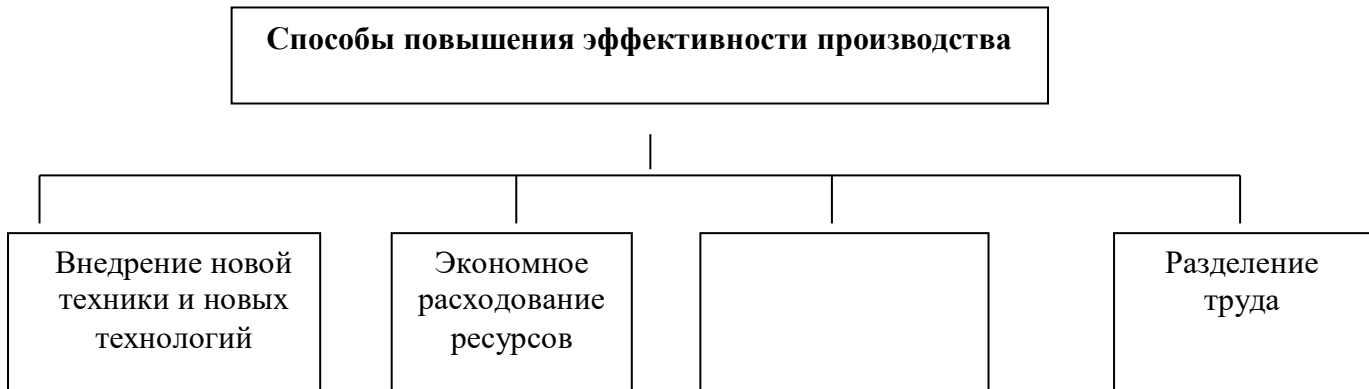 Способы повышения эффективности производства
Внедрение новой
техники и новых
технологий
Экономное
расходование
ресурсов
Разделение
труда